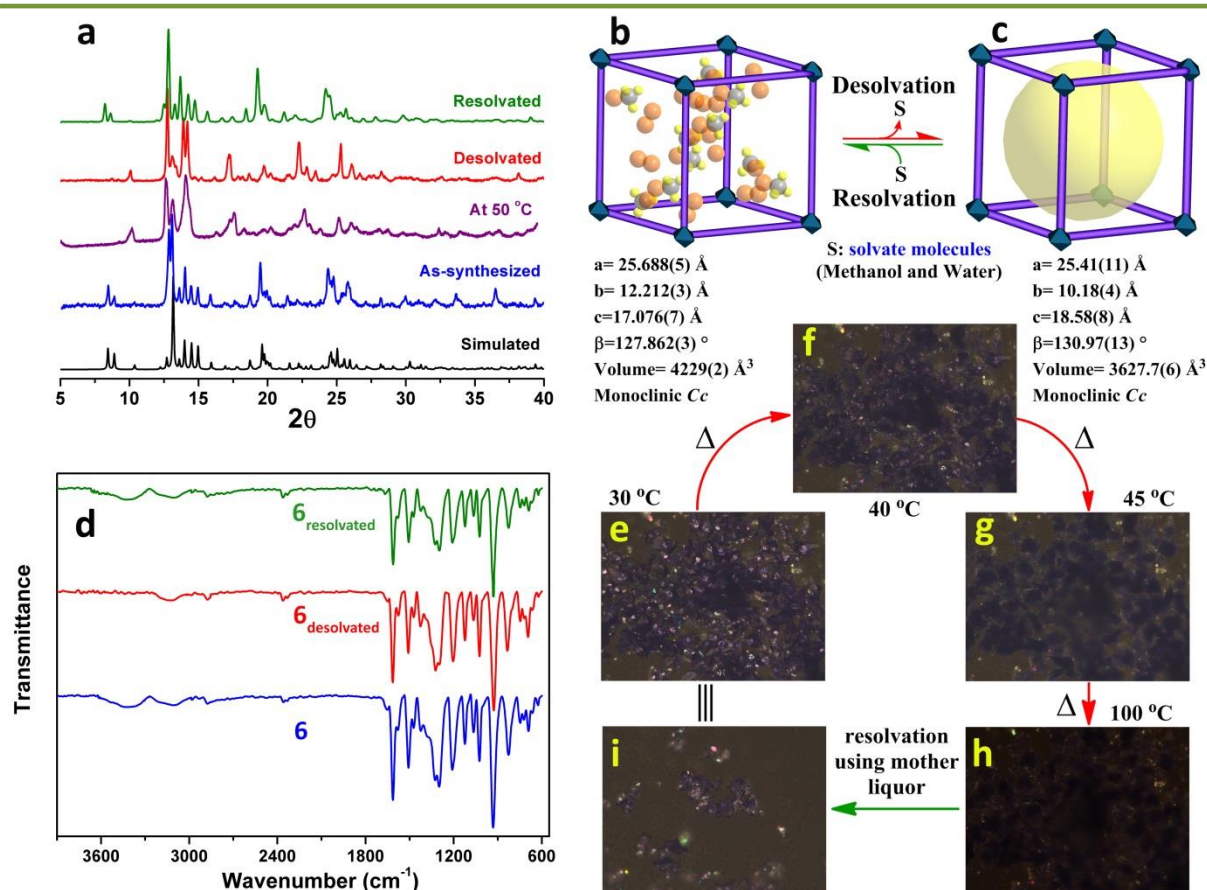 a
Resolvated
Desolvated
At 50 °C
As-synthesized
Simulated
5 10 15 20 25 30 35 40
2θ
b
c
Desolvation
S
S
Resolvation
S: solvate molecules
(Methanol and Water)
a= 25.688(5) Å
b= 12.212(3) Å
c=17.076(7) Å
β=127.862(3) °
Volume= 4229(2) Å3
Monoclinic Cc
a= 25.41(11) Å
b= 10.18(4) Å
c=18.58(8) Å
β=130.97(13) °
Volume= 3627.7(6) Å3
Monoclinic Cc
d
6resolvated
6desolvated
6
Transmittance
3600 3000 2400 1800 1200 600
Wavenumber (cm-1)
f
Δ
Δ
30 °C
40 °C
45 °C
e
g
Δ
100 °C
i
resolvation
using mother
liquor
h